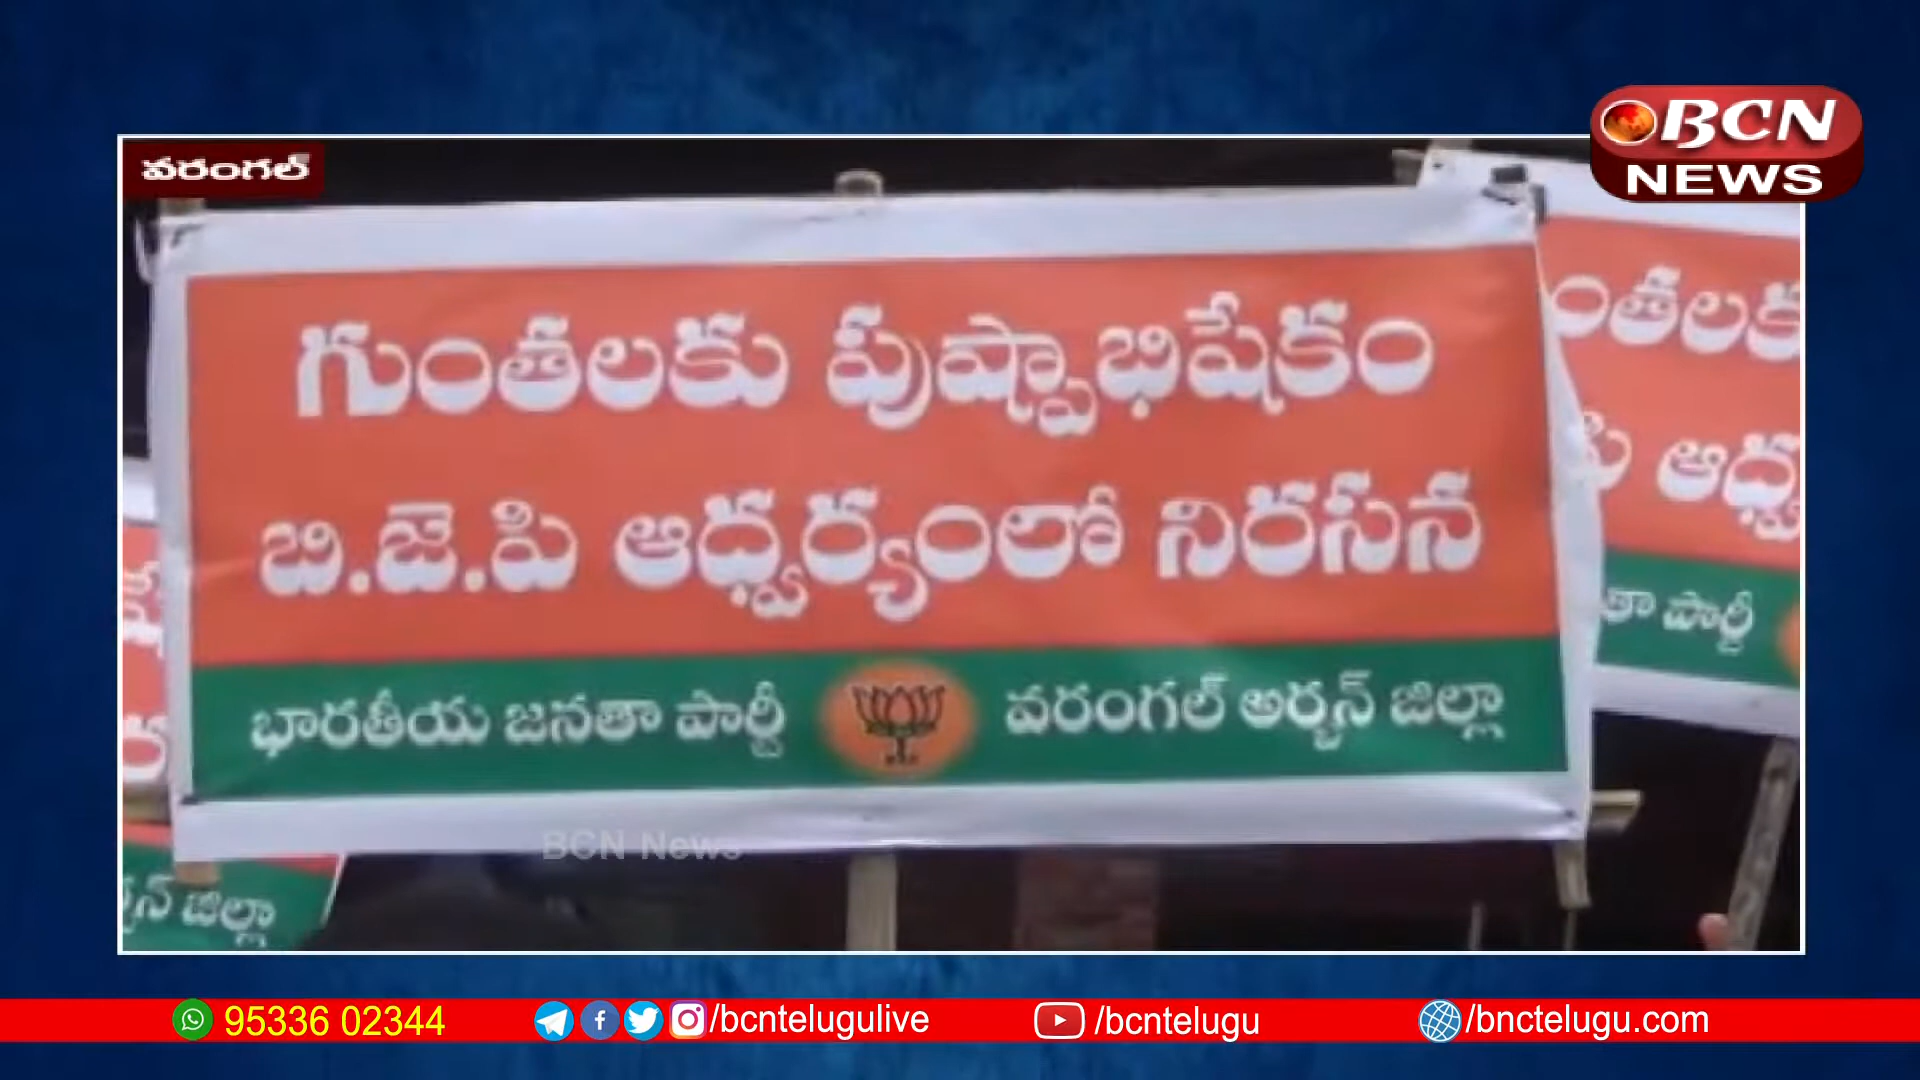 BCN
NEWS
వరంగల్
గుంతలకు పుష్పాభిషేకం
బి.జె.పి ఆధ్వర్యంలో నిరసన
భారతీయ జనతా పార్టీ వరంగల్ అర్బన్ జిల్లా
పార్టీ
జిల్లా
BCN News
95336 02344 /bcntelugulive /bcntelugu /bnctelugu.com